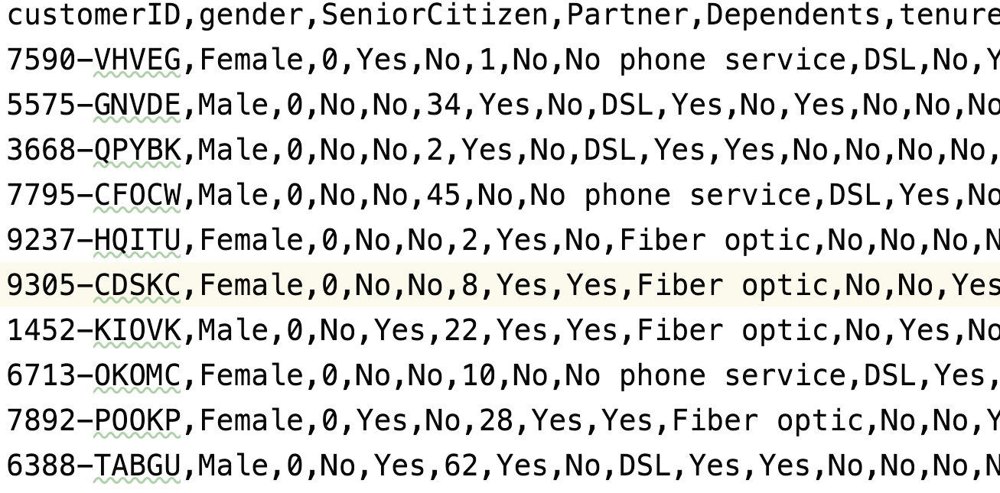 customerID,gender,SeniorCitizen,Partner,Dependents,tenure
7590-VHVEG,Female,0,Yes,No,1,No,No phone service,DSL,No,Y
5575-GNVDE,Male,0,No,No,34,Yes,No,DSL,Yes,No,Yes,No,No,No
3668-QPYBK,Male,0,No,No,2,Yes,No,DSL,Yes,Yes,No,No,No,No,
7795-CFOCW,Male,0,No,No,45,No,No phone service,DSL,Yes,No
9237-HQITU,Female,0,No,No,2,Yes,No,Fiber optic,No,No,No,N
9305-CDSKC,Female,0,No,No,8,Yes,Yes,Fiber optic,No,No,Yes
1452-KIOVK,Male,0,No,Yes,22,Yes,Yes,Fiber optic,No,Yes,No
6713-OKOMC,Female,0,No,No,10,No,No phone service,DSL,Yes,
7892-POOKP,Female,0,Yes,No,28,Yes,Yes,Fiber optic,No,No,Y
6388-TABGU,Male,0,No,Yes,62,Yes,No,DSL,Yes,Yes,No,No,No,N